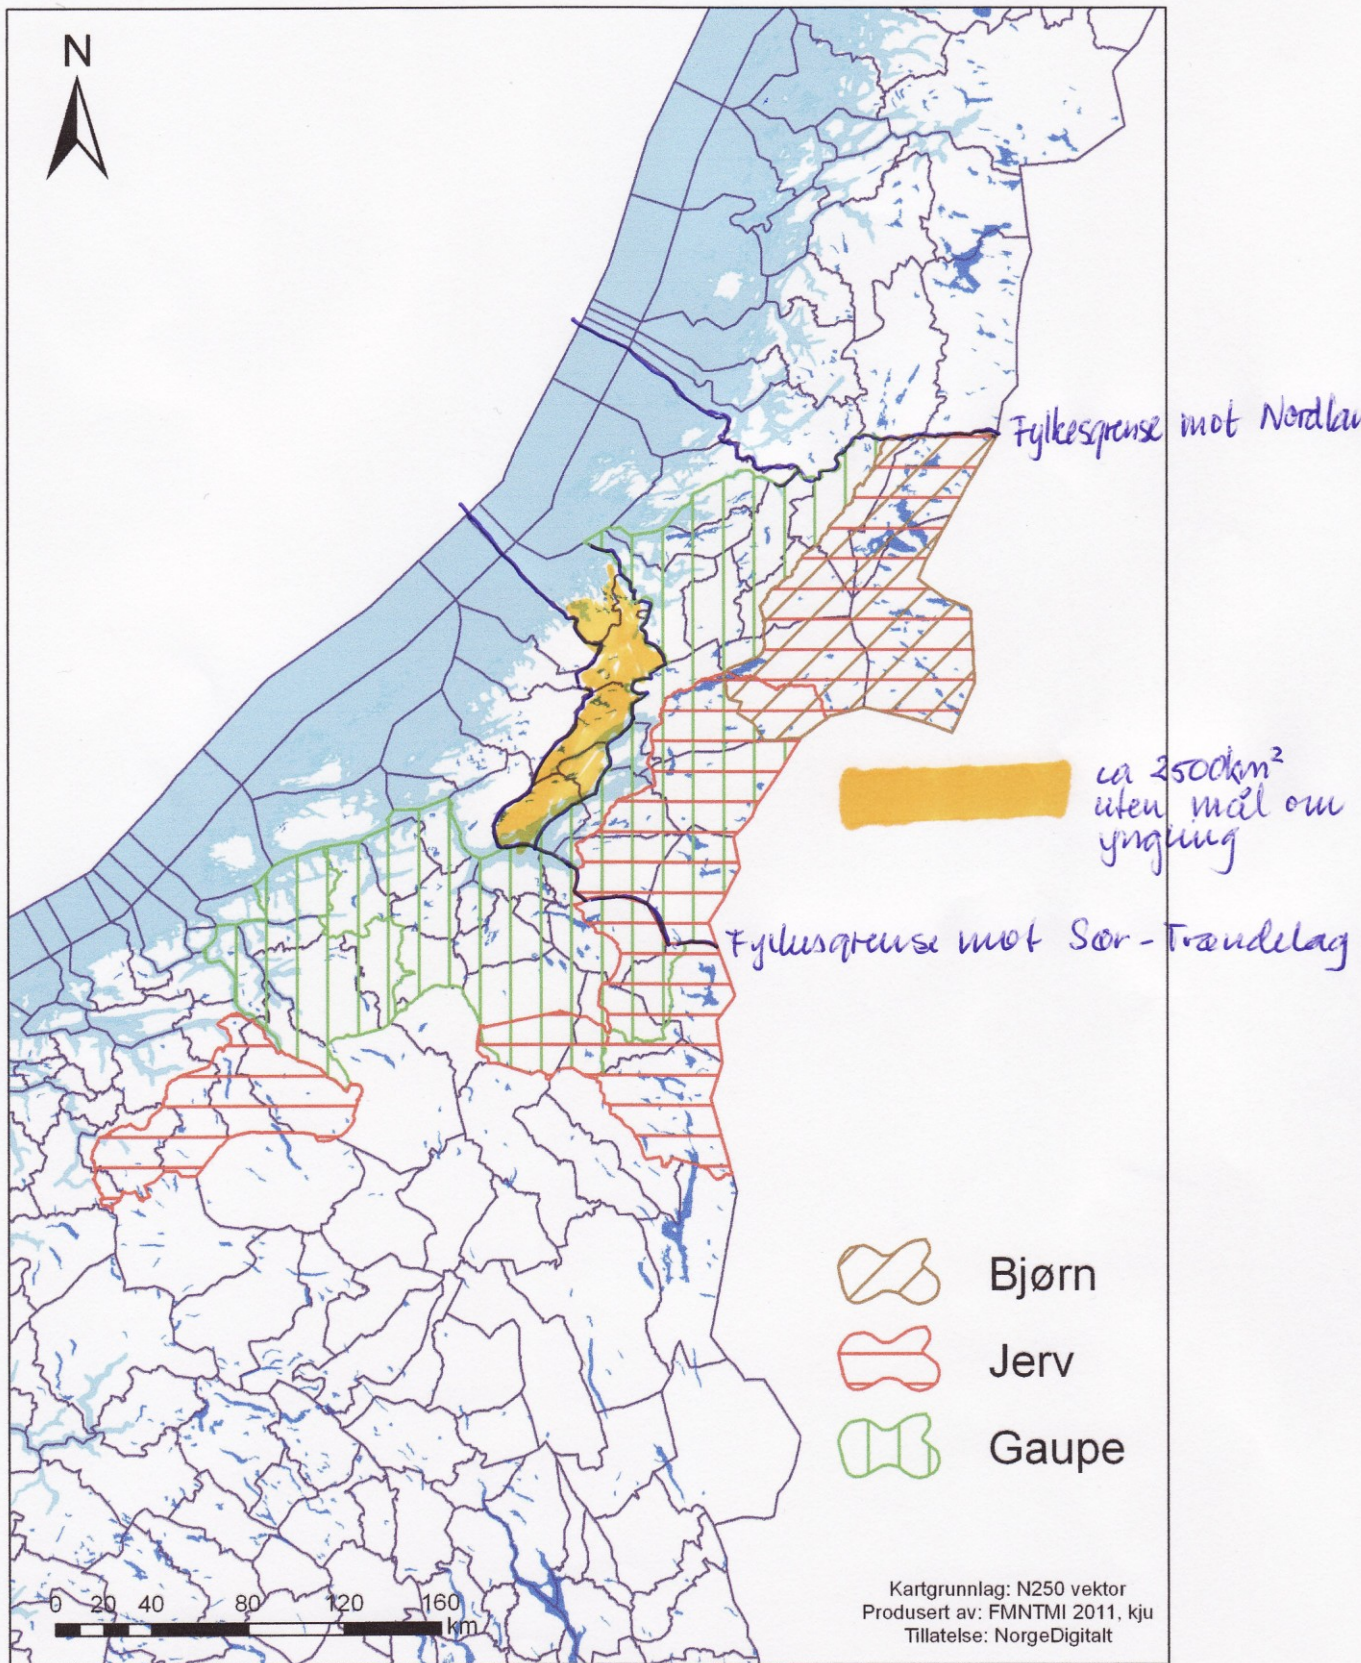 N
Fylkesgrense mot Nordlan
ca 2500km²
uten mål om
yngling
Fylkesgrense mot Sør-Trøndelag
Bjørn
Jerv
Gaupe
0 20 40 80 120 160
km
Kartgrunnlag: N250 vektor
Produsert av: FMNTMI 2011, kju
Tillatelse: NorgeDigitalt